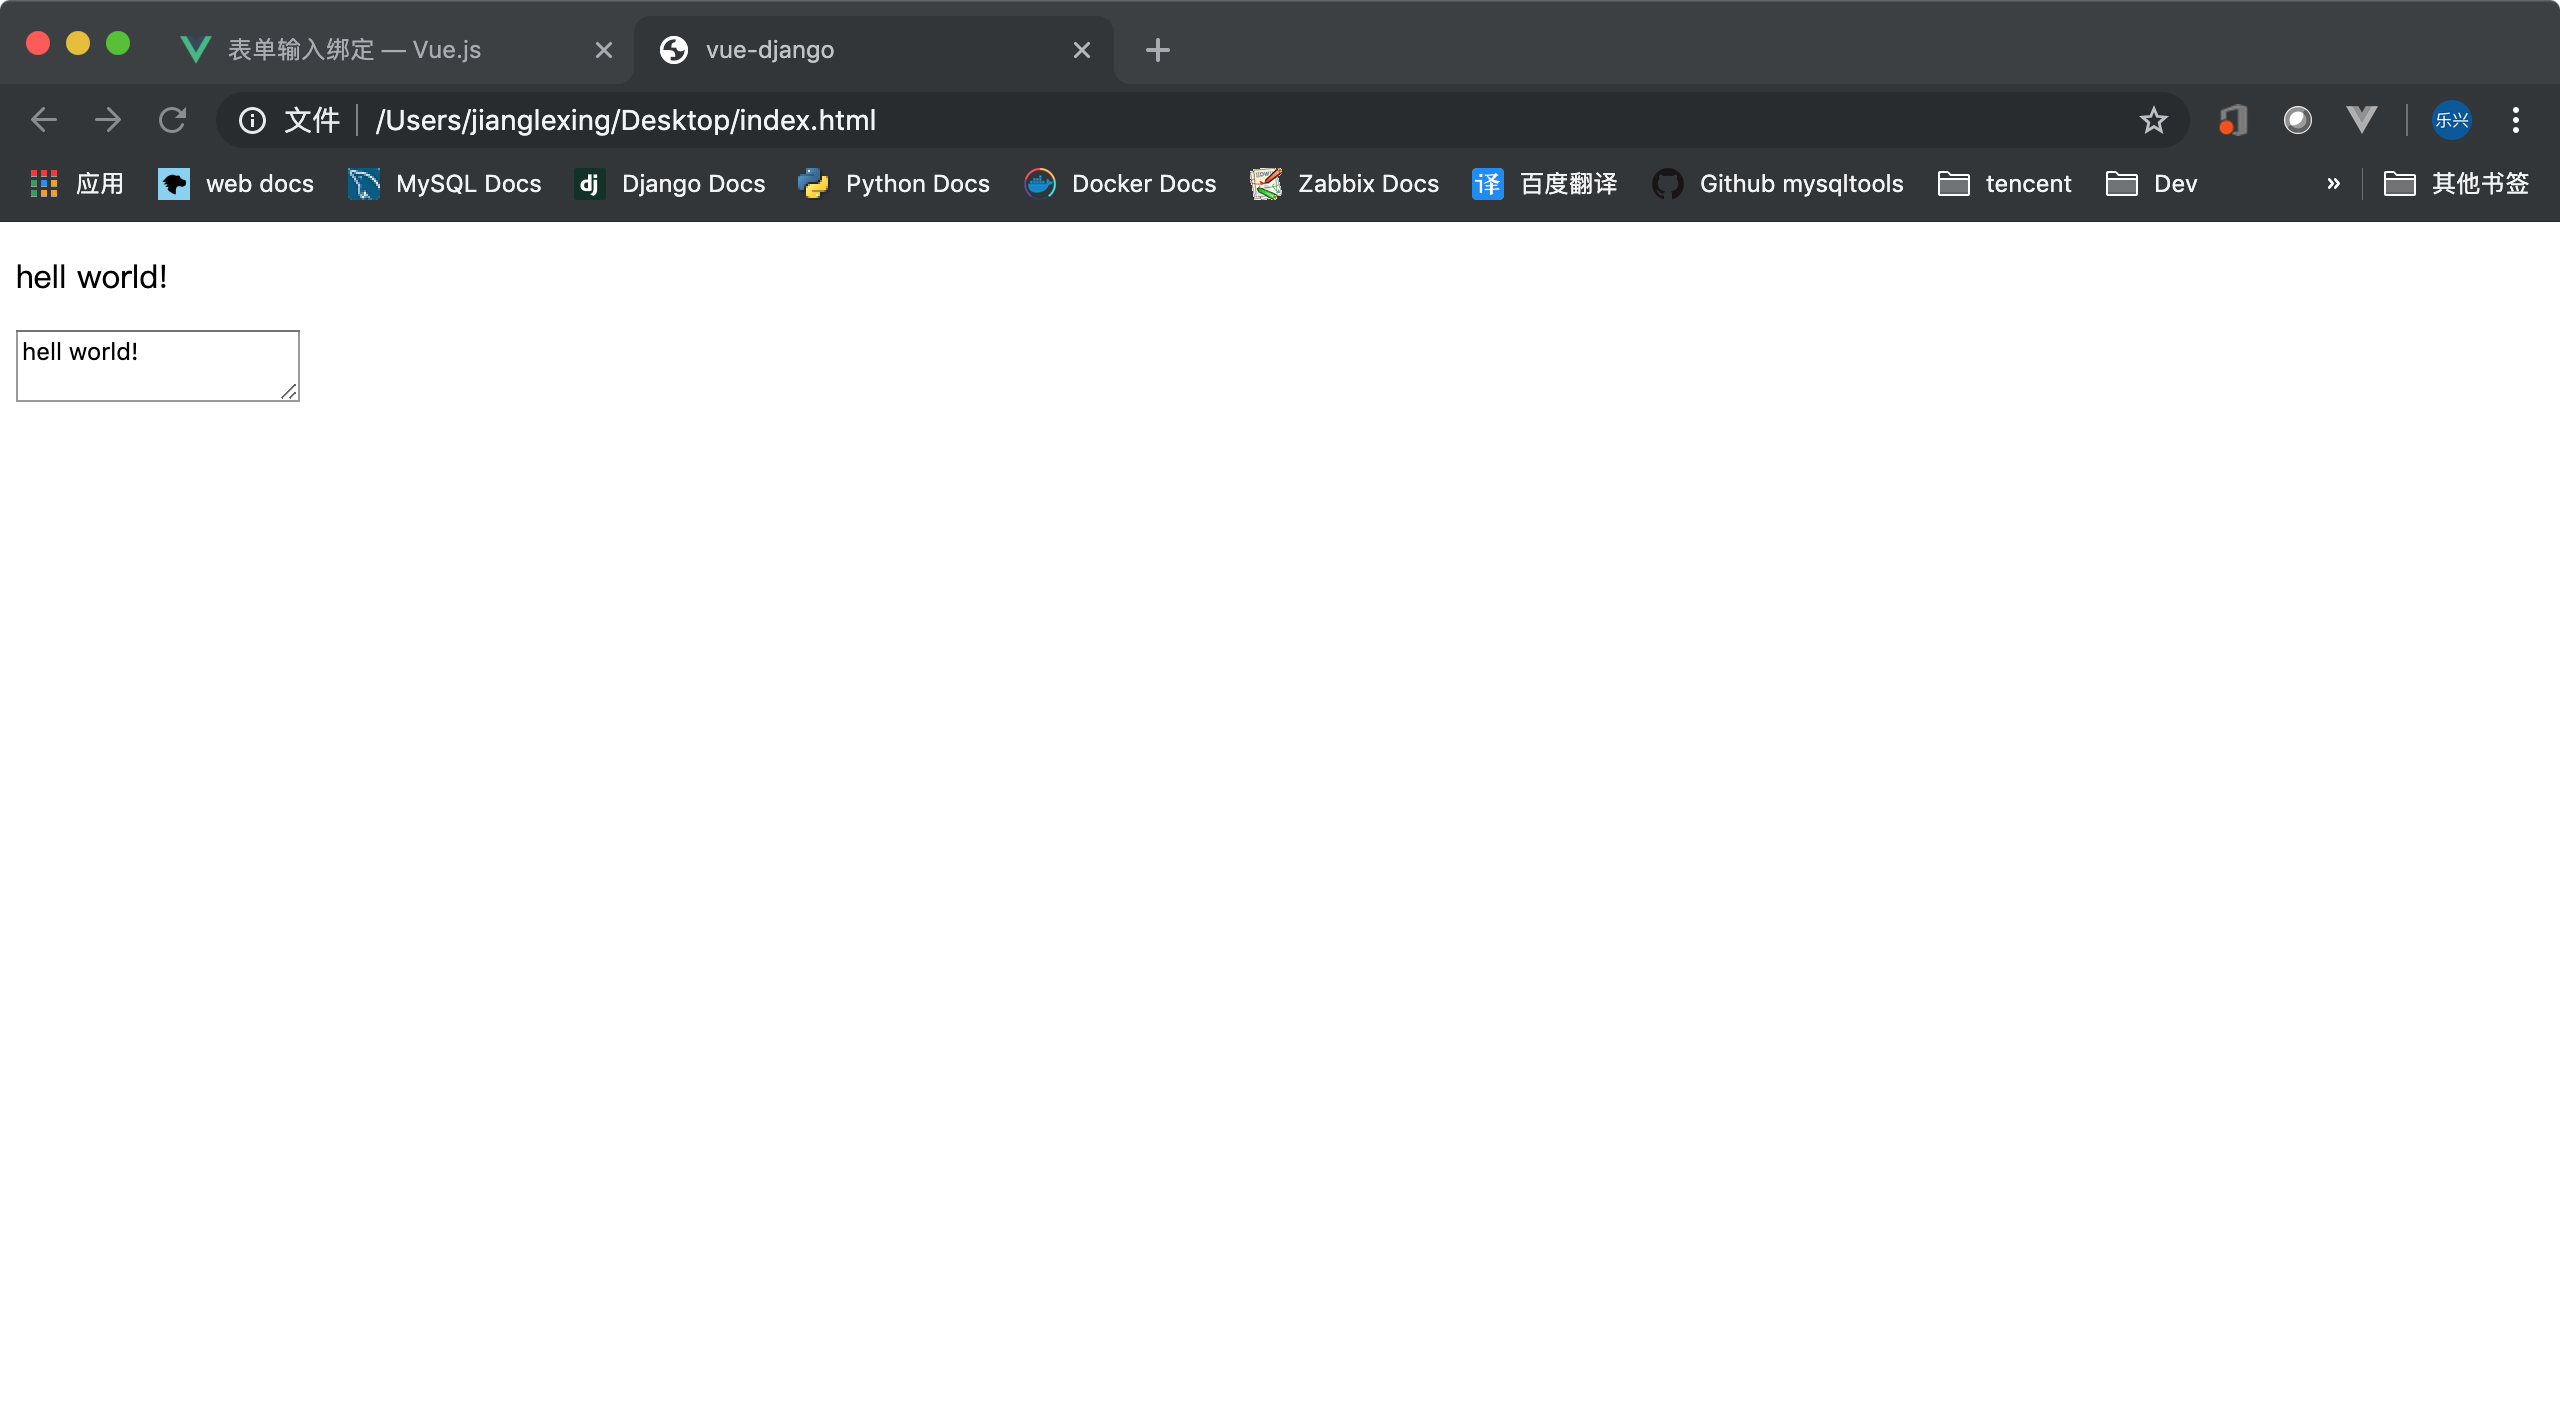 表单输入绑定 — Vue.js
vue-django
文件 /Users/jianglexing/Desktop/index.html
乐兴
应用 web docs MySQL Docs dj Django Docs Python Docs Docker Docs Zabbix Docs 译 百度翻译 Github mysqltools tencent Dev » 其他书签
hell world!
hell world!